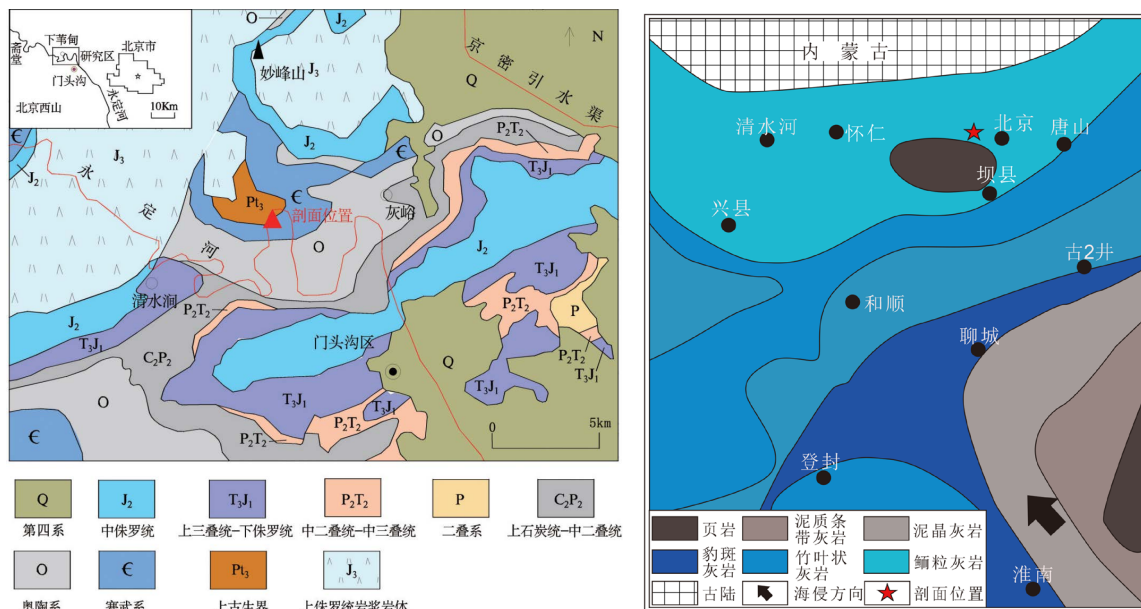 下苇甸
斋堂
研究区
北京市
门头沟
永定河
北京西山
10Km
O
J₂
N
妙峰山
J₃
京密引水渠
Q
Є
J₂
J₃
J₂
Є
O
P₂T₂
T₃J₁
永定河
Pt₃
Є
剖面位置
灰峪
O
J₂
清水涧
P₂T₂
T₃J₁
P₂T₂
P
J₂
T₃J₁
C₂P₂
门头沟区
P₂T₂
T₃J₁
Q
T₃J₁
O
T₃J₁
T₃J₁
Є
P₂T₂
P₂T₂
0 5km
Q J₂ T₃J₁ P₂T₂ P C₂P₂
第四系 中侏罗统 上三叠统-下侏罗统 中二叠统-中三叠统 二叠系 上石炭统-中二叠统
O Є Pt₃ J₃
奥陶系 寒武系 上古生界 上侏罗统岩浆岩体
内蒙古
清水河
怀仁
北京
唐山
坝县
兴县
古2井
和顺
聊城
登封
页岩 泥质条带灰岩 泥晶灰岩
豹斑灰岩 竹叶状灰岩 鲕粒灰岩
古陆 海侵方向 剖面位置
淮南